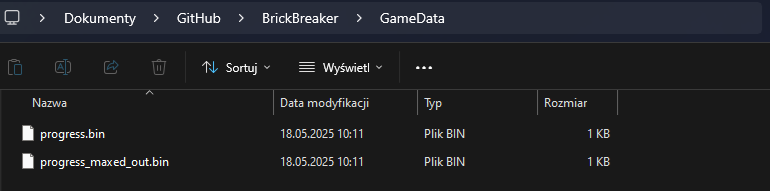 Dokumenty > GitHub > BrickBreaker > GameData
Sortuj Wyświetl ...
Nazwa Data modyfikacji Typ Rozmiar
progress.bin 18.05.2025 10:11 Plik BIN 1 KB
progress_maxed_out.bin 18.05.2025 10:11 Plik BIN 1 KB